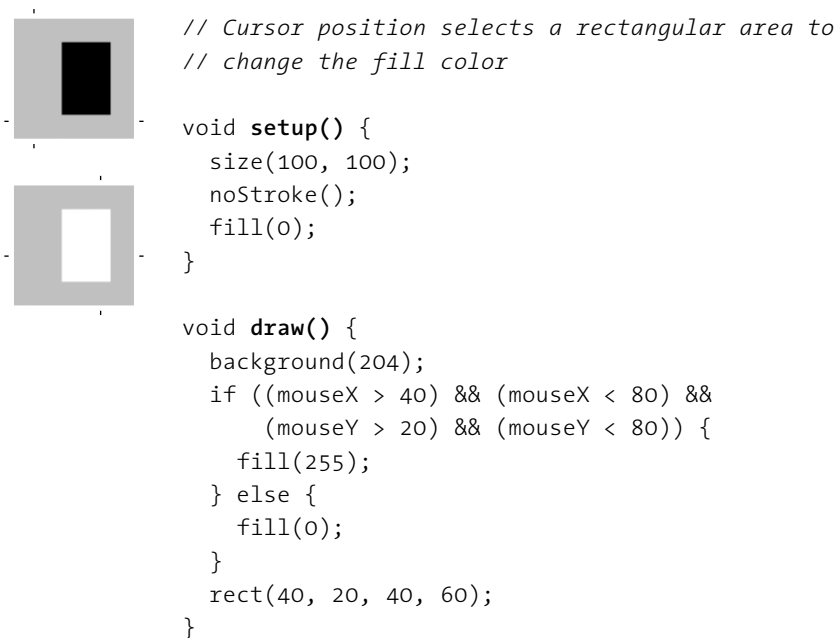 // Cursor position selects a rectangular area to
// change the fill color
void setup() {
size(100, 100);
noStroke();
fill(0);
}
void draw() {
background(204);
if ((mouseX > 40) && (mouseX < 80) &&
(mouseY > 20) && (mouseY < 80)) {
fill(255);
} else {
fill(0);
}
rect(40, 20, 40, 60);
}